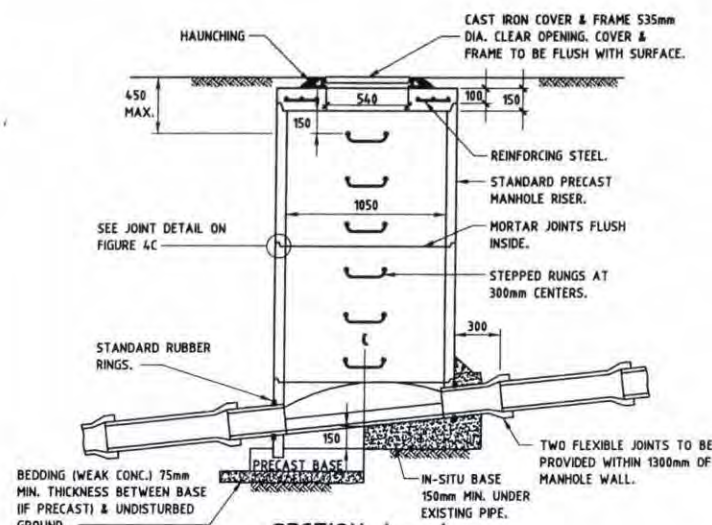 CAST IRON COVER & FRAME 535mm
DIA. CLEAR OPENING. COVER &
FRAME TO BE FLUSH WITH SURFACE.
HAUNCHING
450
MAX.
540
100
150
150
REINFORCING STEEL.
STANDARD PRECAST
MANHOLE RISER.
1050
SEE JOINT DETAIL ON
FIGURE 4C
MORTAR JOINTS FLUSH
INSIDE.
STEPPED RUNGS AT
300mm CENTERS.
300
STANDARD RUBBER
RINGS.
150
PRECAST BASE
TWO FLEXIBLE JOINTS TO BE
PROVIDED WITHIN 1300mm OF
MANHOLE WALL.
BEDDING (WEAK CONC.) 75mm
MIN. THICKNESS BETWEEN BASE
(IF PRECAST) & UNDISTURBED
GROUND
IN-SITU BASE
150mm MIN. UNDER
EXISTING PIPE.